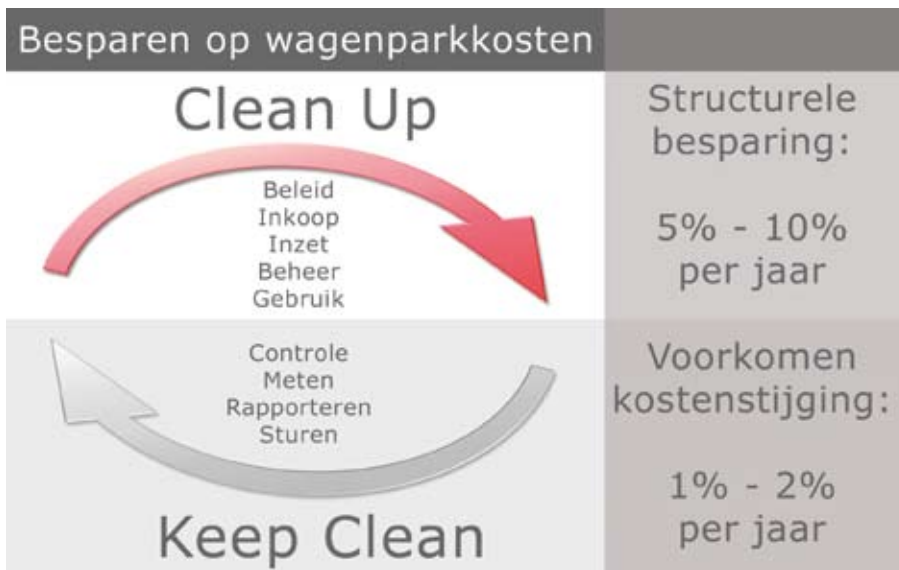 Besparen op wagenparkkosten
Clean Up
Beleid
Inkoop
Inzet
Beheer
Gebruik
Structurele
besparing:
5% - 10%
per jaar
Controle
Meten
Rapporteren
Sturen
Keep Clean
Voorkomen
kostenstijging:
1% - 2%
per jaar